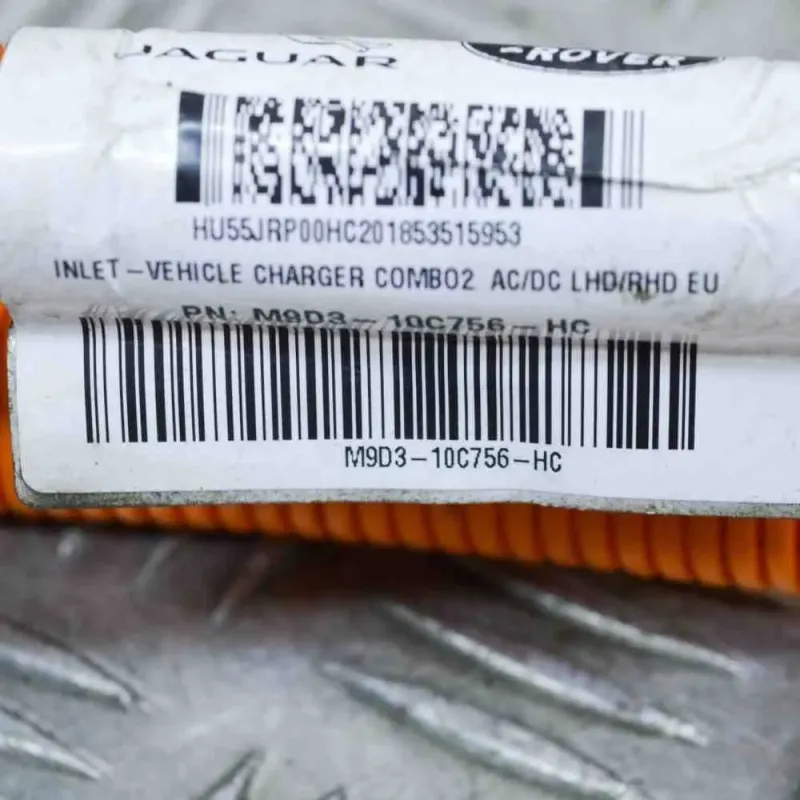 JAGUAR
ROVER
HU55JRP00HC201853515953
INLET-VEHICLE CHARGER COMBO2 AC/DC LHD/RHD EU
PN: M9D3-10C756-HC
M9D3-10C756-HC